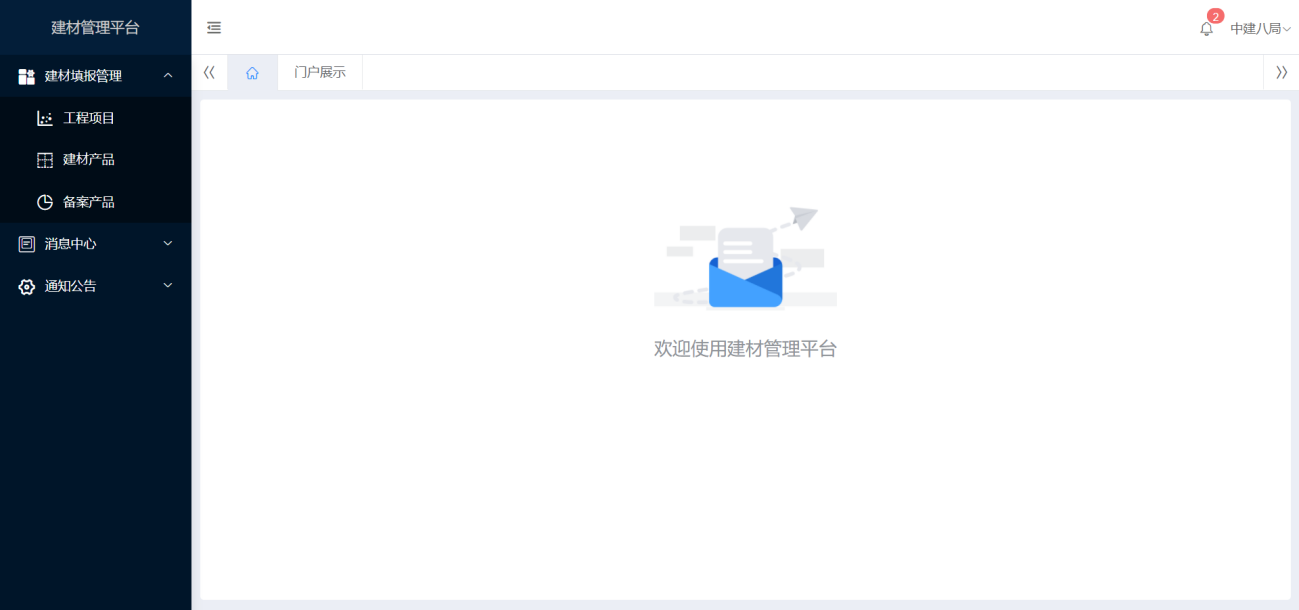 建材管理平台
2
中建八局
建材填报管理
门户展示
工程项目
建材产品
备案产品
消息中心
通知公告
欢迎使用建材管理平台